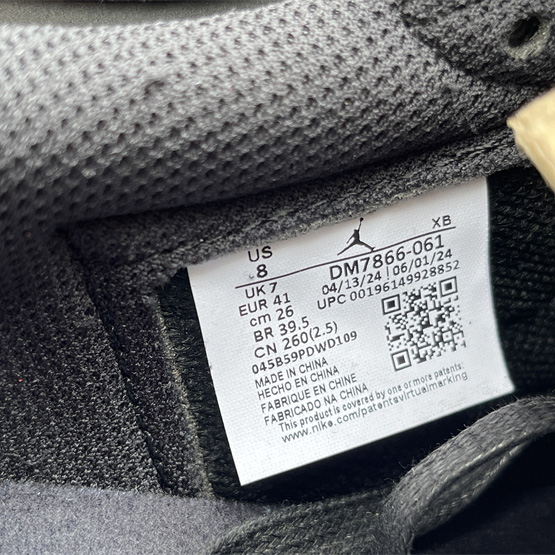 XB
US
8
DM7866-061
UK 7
04/13/24 | 06/01/24
EUR 41
UPC 00196149928852
cm 26
BR 39.5
CN 260(2.5)
045B59PDWD109
MADE IN CHINA
HECHO EN CHINA
FABRIQUE EN CHINE
FABRICADO NA CHINA
This product is covered by one or more patents:
www.nike.com/patentsvirtualmarking